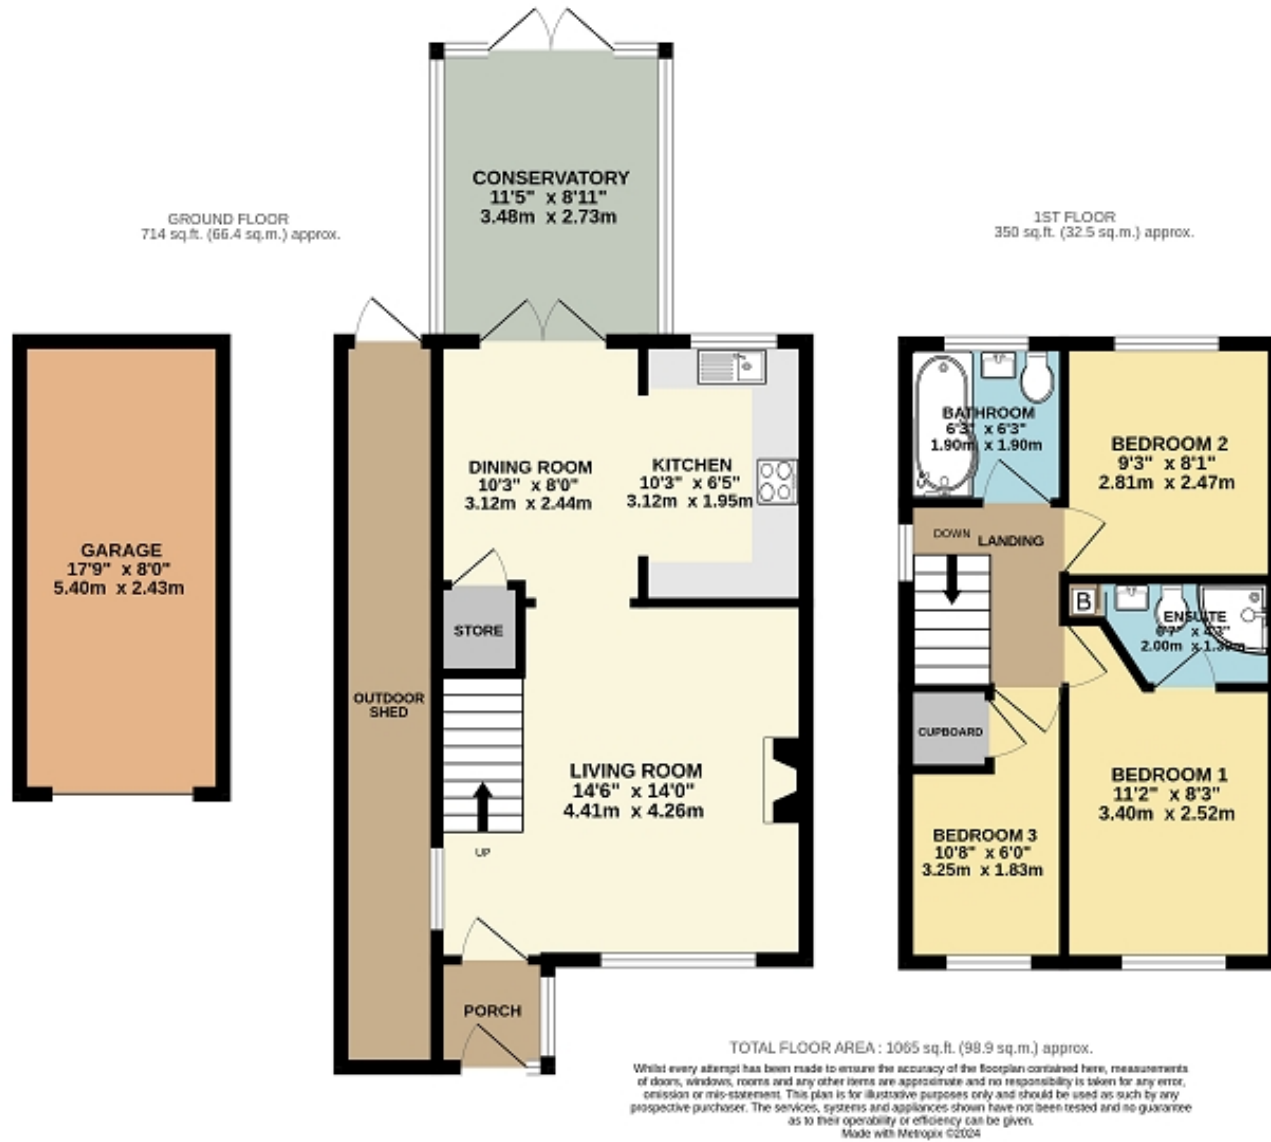 CONSERVATORY
11'5" x 8'11"
3.48m x 2.73m
GROUND FLOOR
714 sq.ft. (66.4 sq.m.) approx.
1ST FLOOR
350 sq.ft. (32.5 sq.m.) approx.
GARAGE
17'9" x 8'0"
5.40m x 2.43m
DINING ROOM
10'3" x 8'0"
3.12m x 2.44m
KITCHEN
10'3" x 6'5"
3.12m x 1.95m
STORE
OUTDOOR
SHED
LIVING ROOM
14'6" x 14'0"
4.41m x 4.26m
UP
PORCH
BATHROOM
6'3" x 6'3"
1.90m x 1.90m
BEDROOM 2
9'3" x 8'1"
2.81m x 2.47m
DOWN
LANDING
B
ENSUITE
2.00m x
CUPBOARD
BEDROOM 1
11'2" x 8'3"
3.40m x 2.52m
BEDROOM 3
10'8" x 6'0"
3.25m x 1.83m
TOTAL FLOOR AREA : 1065 sq.ft. (98.9 sq.m.) approx.
Whilst every attempt has been made to ensure the accuracy of the floorplan contained here, measurements
of doors, windows, rooms and any other items are approximate and no responsibility is taken for any error,
omission or mis-statement. This plan is for illustrative purposes only and should be used as such by any
prospective purchaser. The services, systems and appliances shown have not been tested and no guarantee
as to their operability or efficiency can be given.
Made with Metropix ©2024